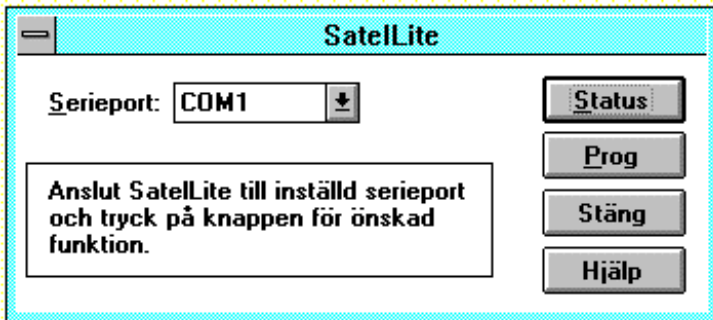 SatelLite
Serieport: COM1
Status
Prog
Anslut SatelLite till inställd serieport
och tryck på knappen för önskad
funktion.
Stäng
Hjälp